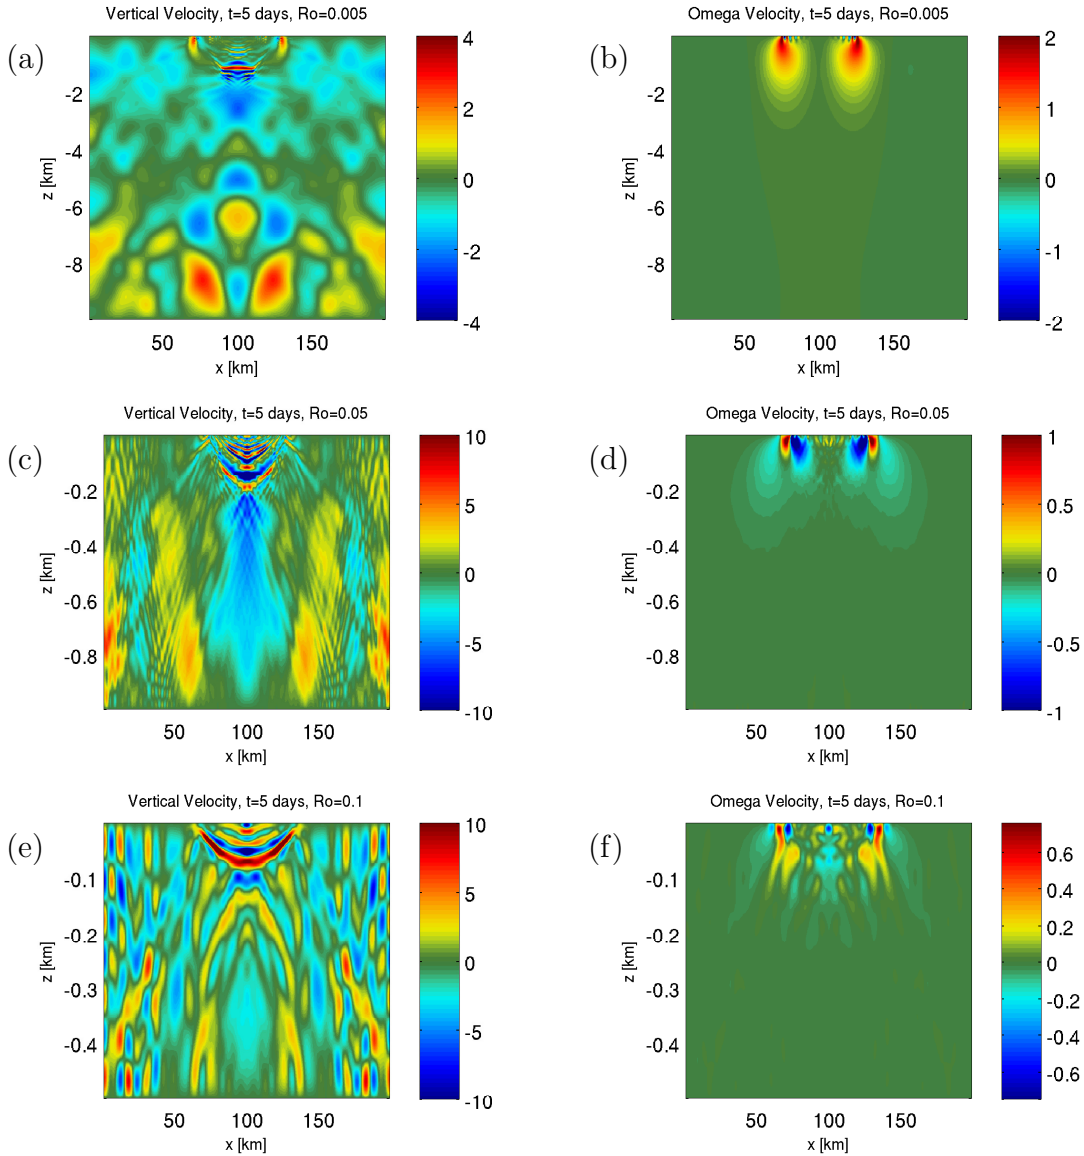 Vertical Velocity, t=5 days, Ro=0.005
(a)
z [km]
-2
-4
-6
-8
50 100 150
x [km]
4
2
0
-2
-4
Omega Velocity, t=5 days, Ro=0.005
(b)
z [km]
-2
-4
-6
-8
50 100 150
x [km]
2
1
0
-1
-2
Vertical Velocity, t=5 days, Ro=0.05
(c)
z [km]
-0.2
-0.4
-0.6
-0.8
50 100 150
x [km]
10
5
0
-5
-10
Omega Velocity, t=5 days, Ro=0.05
(d)
z [km]
-0.2
-0.4
-0.6
-0.8
50 100 150
x [km]
1
0.5
0
-0.5
-1
Vertical Velocity, t=5 days, Ro=0.1
(e)
z [km]
-0.1
-0.2
-0.3
-0.4
50 100 150
x [km]
10
5
0
-5
-10
Omega Velocity, t=5 days, Ro=0.1
(f)
z [km]
-0.1
-0.2
-0.3
-0.4
50 100 150
x [km]
0.6
0.4
0.2
0
-0.2
-0.4
-0.6